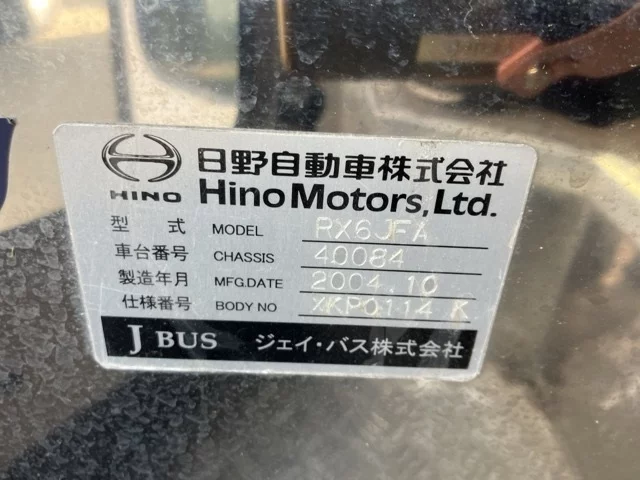 日野自動車株式会社
HINO Hino Motors, Ltd.
型 式 MODEL RX6JFA
車台番号 CHASSIS 40084
製造年月 MFG.DATE 2004.10
仕様番号 BODY NO XKP0114 K
J BUS ジェイ・バス株式会社